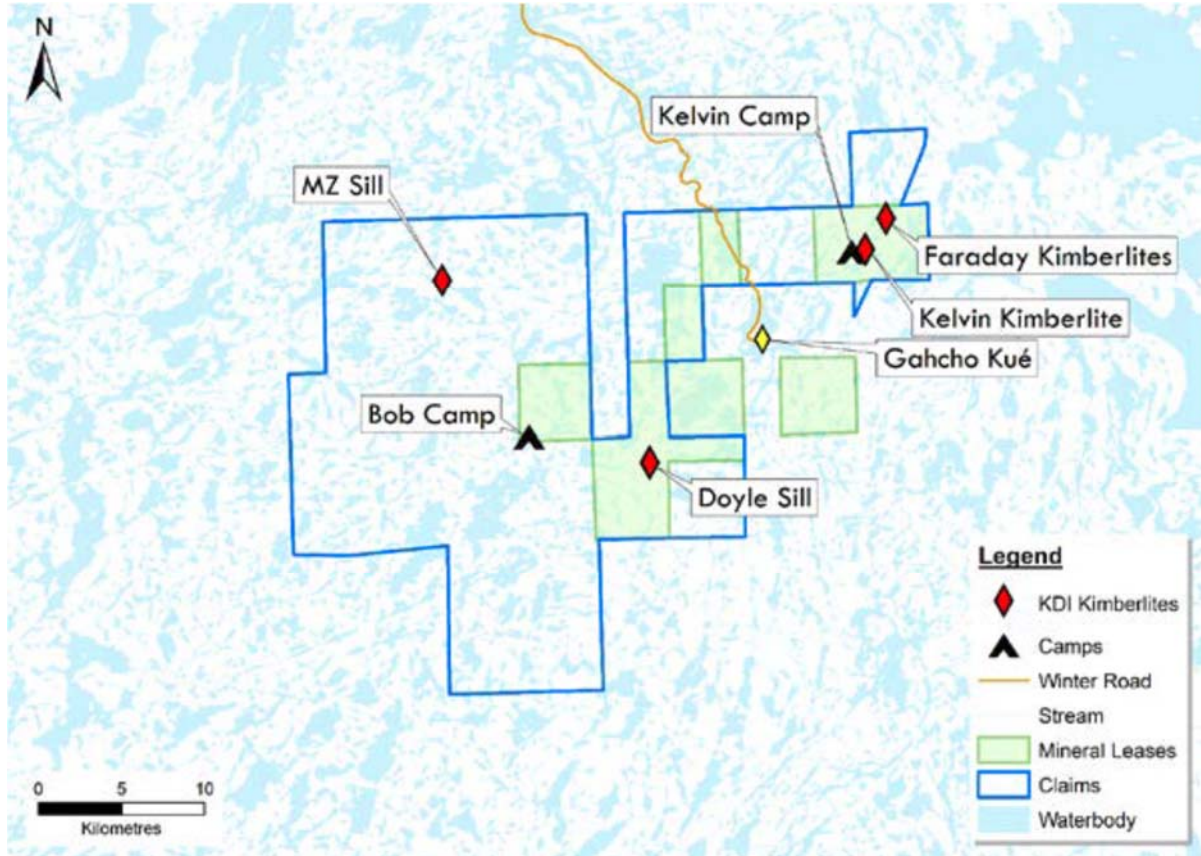 N
Kelvin Camp
MZ Sill
Faraday Kimberlites
Kelvin Kimberlite
Gahcho Kué
Bob Camp
Doyle Sill
Legend
KDI Kimberlites
Camps
Winter Road
Stream
Mineral Leases
Claims
Waterbody
0 5 10
Kilometres